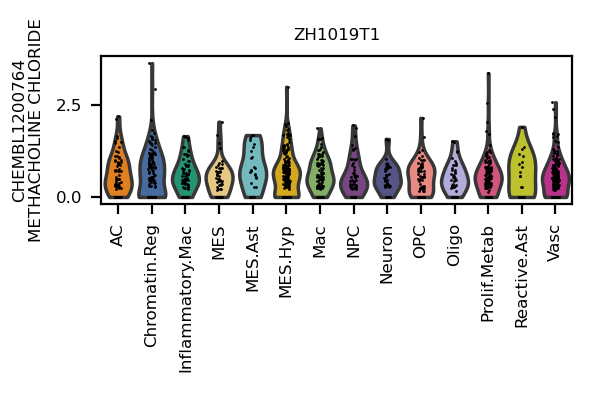 ZH1019T1
CHEMBL1200764
METHACHOLINE CHLORIDE
2.5
0.0
AC
Chromatin.Reg
Inflammatory.Mac
MES
MES.Ast
MES.Hyp
Mac
NPC
Neuron
OPC
Oligo
Prolif.Metab
Reactive.Ast
Vasc